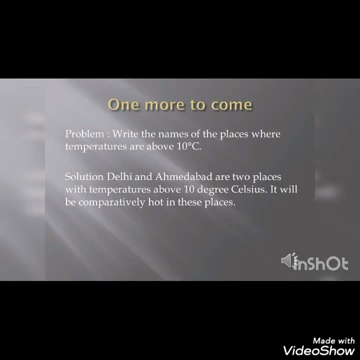 One more to come
Problem : Write the names of the places where
temperatures are above 10°C.
Solution Delhi and Ahmedabad are two places
with temperatures above 10 degree Celsius. It will
be comparatively hot in these places.
InShOt
Made with
VideoShow